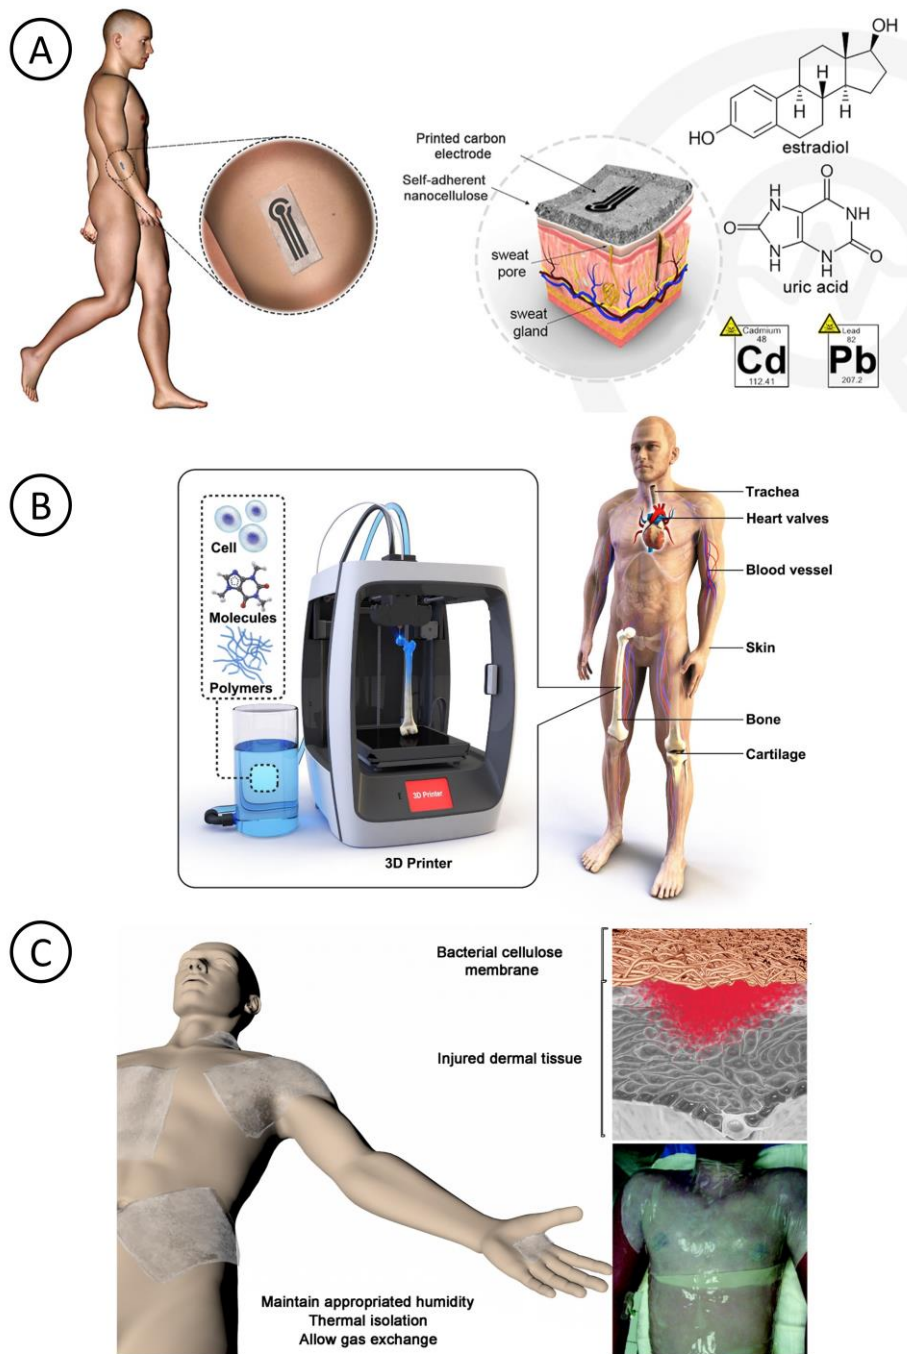 A
Printed carbon
electrode
Self-adherent
nanocellulose
sweat
pore
sweat
gland
OH
H
H
H
HO
estradiol
O
H
N
NH
O
O
N
H
N
H
uric acid
Cadmium
48
Cd
112.41
Lead
82
Pb
207.2
B
Cell
Molecules
Polymers
3D Printer
3D Printer
Trachea
Heart valves
Blood vessel
Skin
Bone
Cartilage
C
Bacterial cellulose
membrane
Injured dermal tissue
Maintain appropriated humidity
Thermal isolation
Allow gas exchange